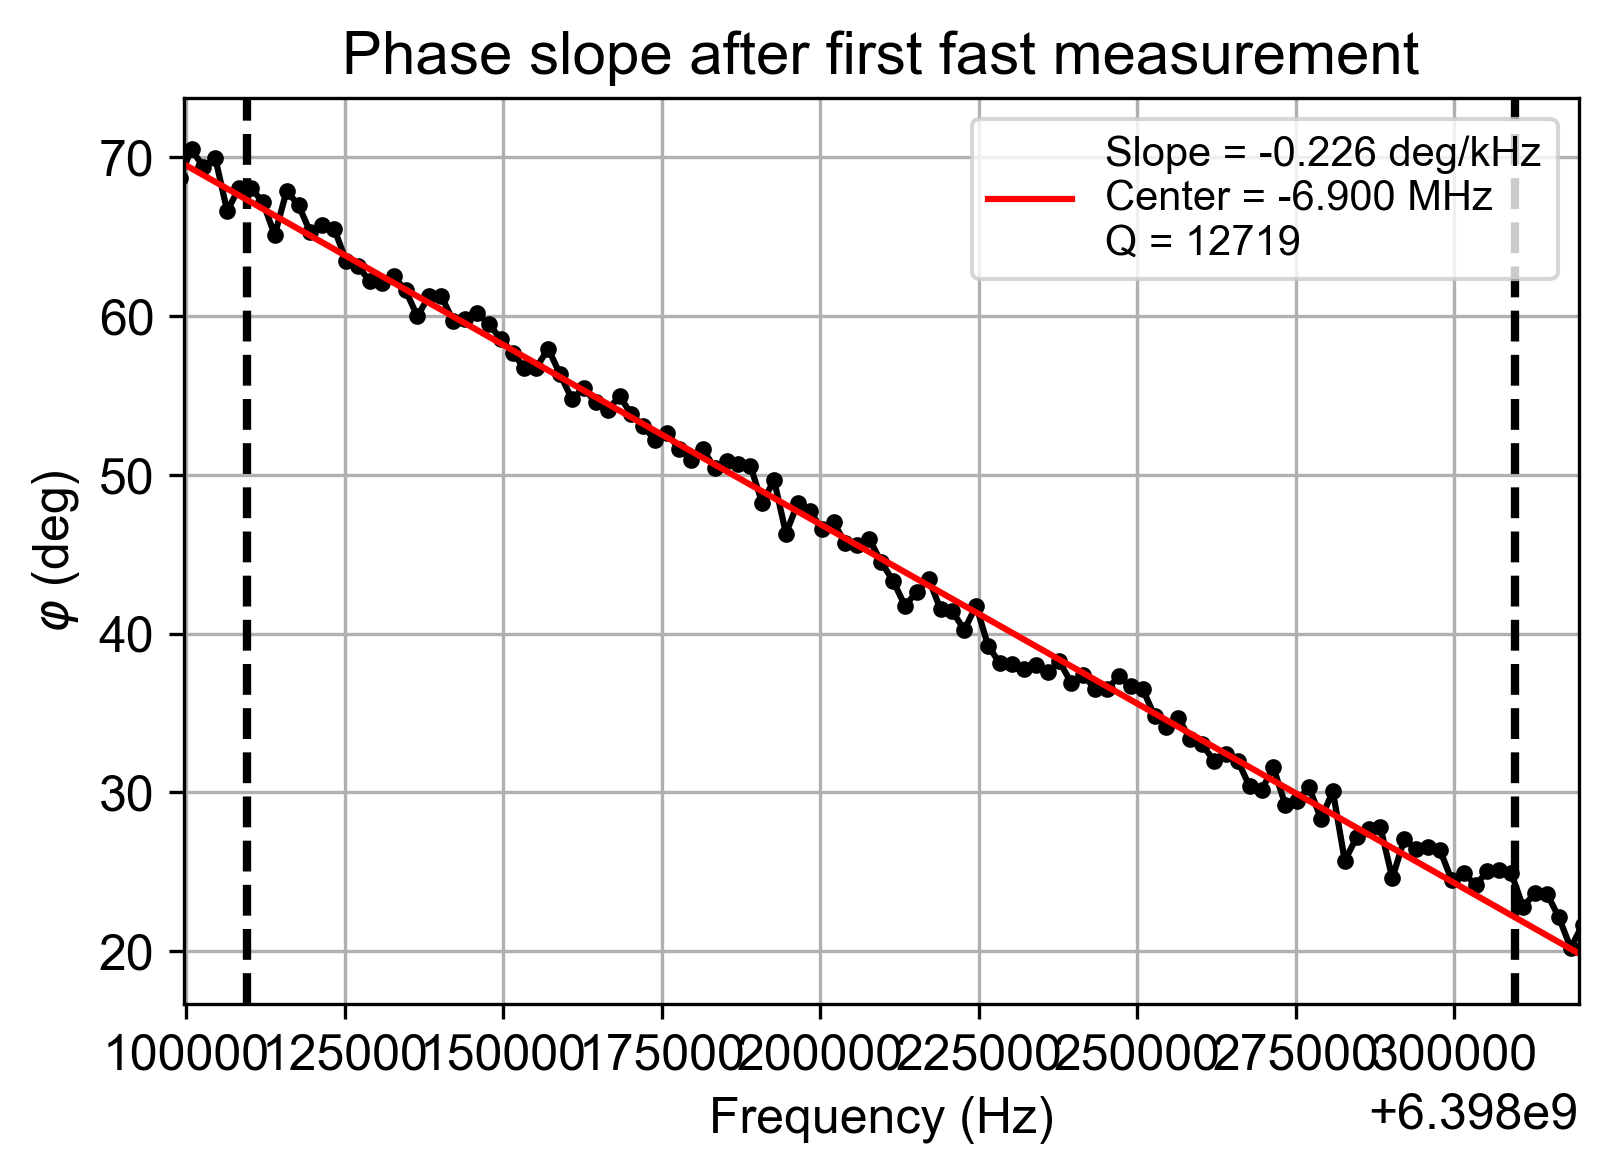 Phase slope after first fast measurement
Slope = -0.226 deg/kHz
Center = -6.900 MHz
Q = 12719
70
60
50
40
30
20
φ (deg)
100000 125000 150000 175000 200000 225000 250000 275000 300000
Frequency (Hz)
+6.398e9